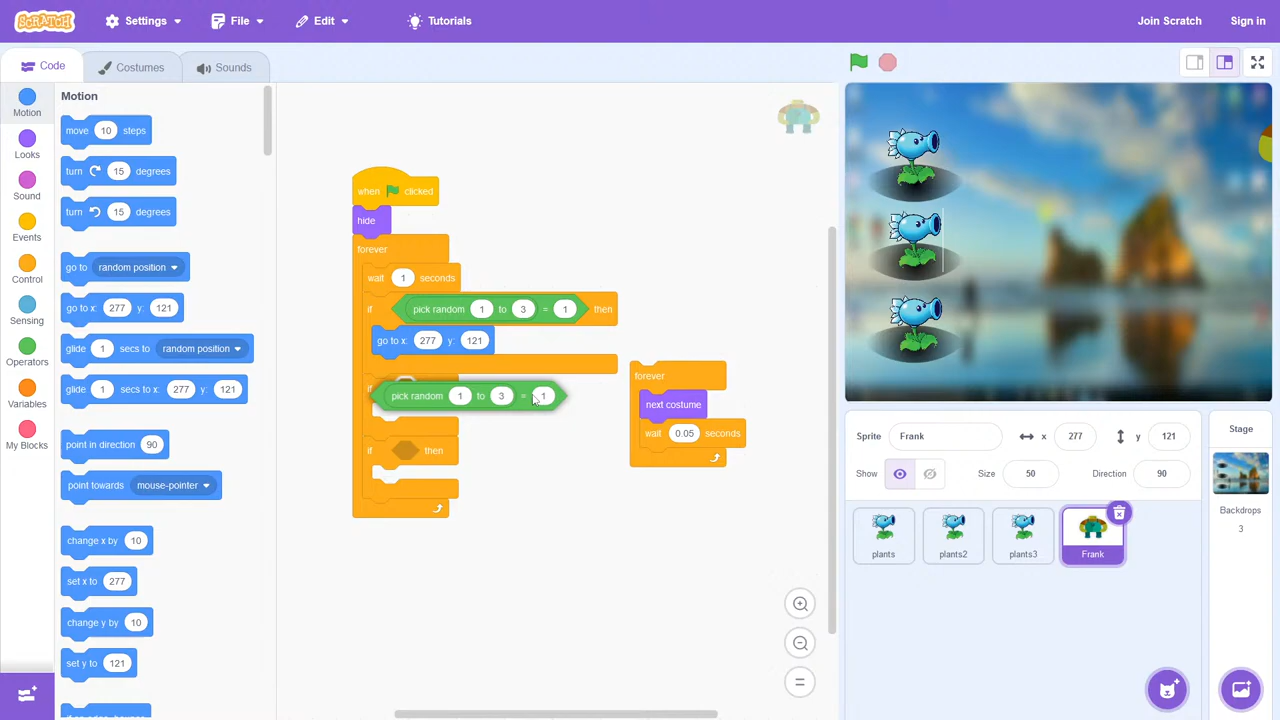 SCRATCH Settings File Edit Tutorials Join Scratch Sign in
Code Costumes Sounds
Motion
Looks
Sound
Events
Control
Sensing
Operators
Variables
My Blocks
Motion
move 10 steps
turn 15 degrees
turn 15 degrees
go to random position
go to x: 277 y: 121
glide 1 secs to random position
glide 1 secs to x: 277 y: 121
point in direction 90
point towards mouse-pointer
change x by 10
set x to 277
change y by 10
set y to 121
when clicked
hide
forever
wait 1 seconds
if pick random 1 to 3 = 1 then
go to x: 277 y: 121
if
pick random 1 to 3 = 1
if then
forever
next costume
wait 0.05 seconds
Sprite Frank x 277 y 121
Show Size 50 Direction 90
plants plants2 plants3 Frank
Stage
Backdrops
3